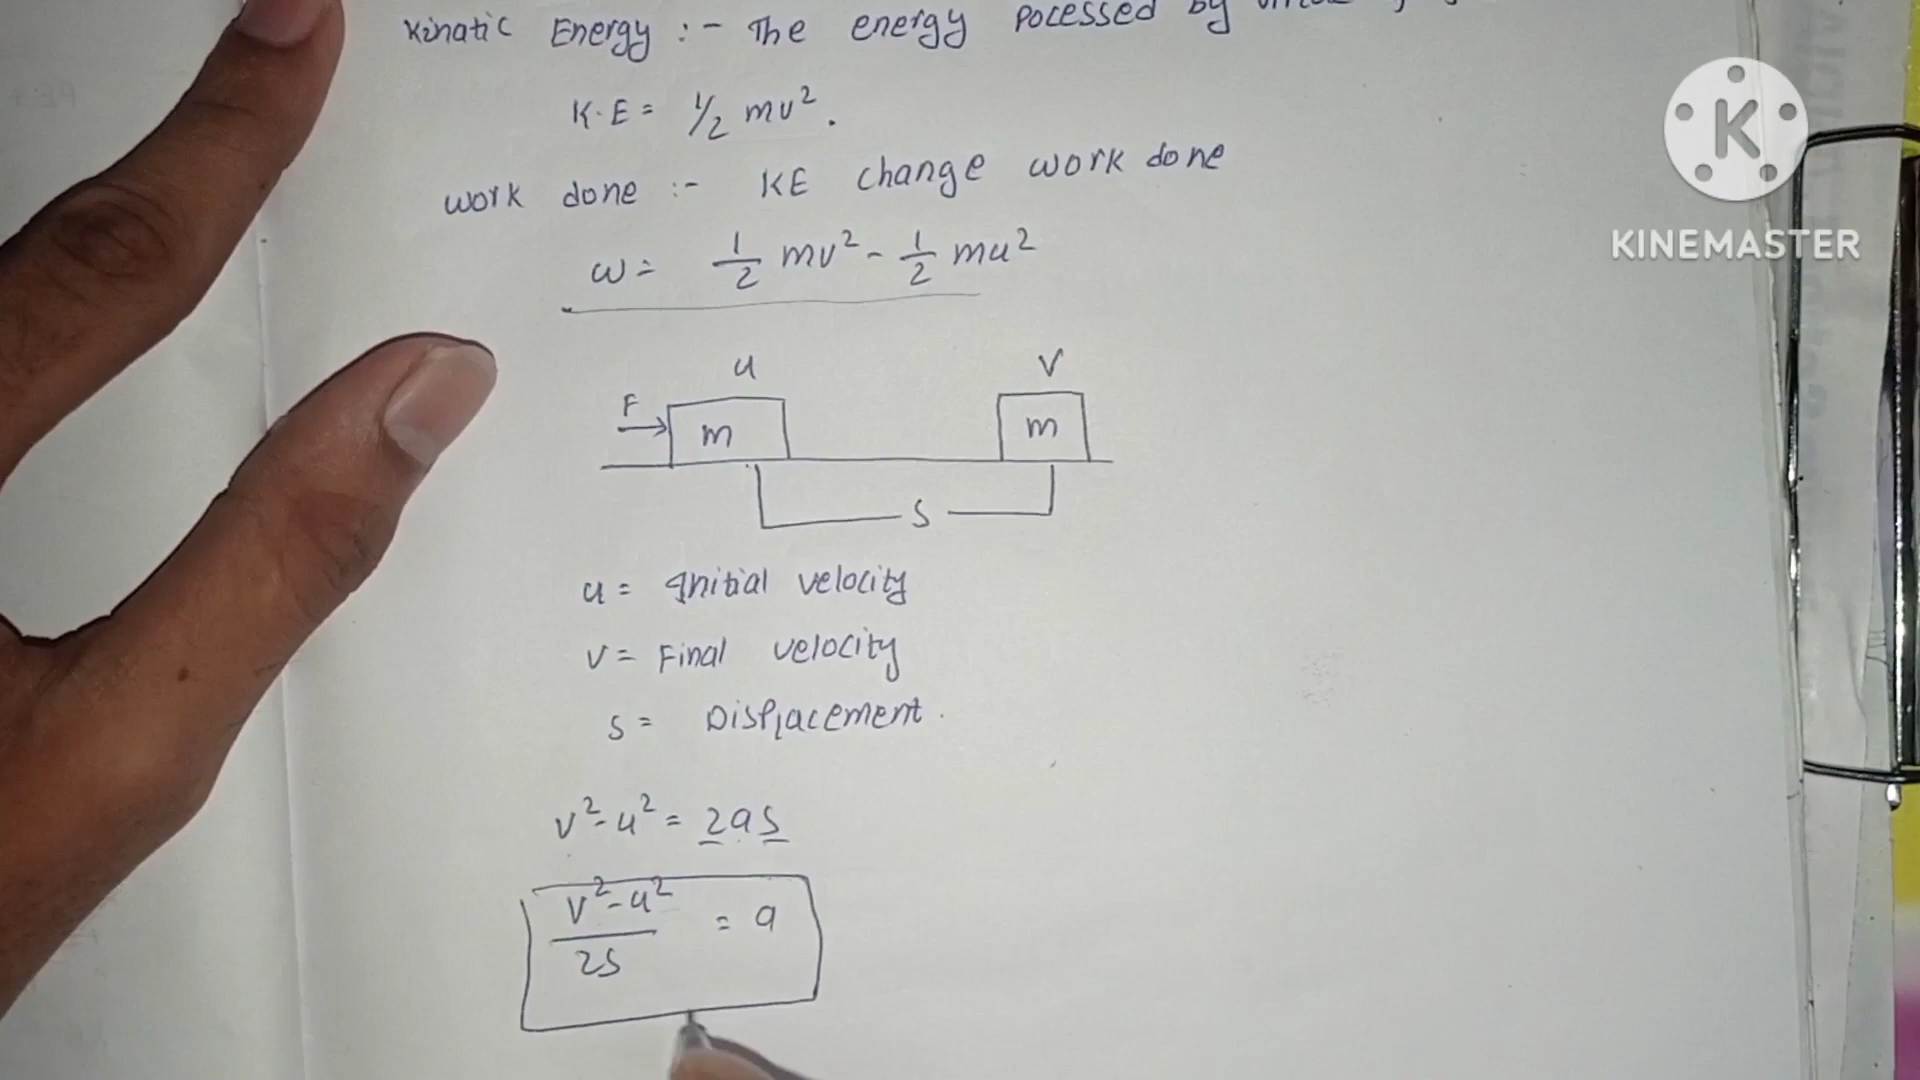 Kinatic Energy :- The energy pocessed by
K.E = 1/2 mv².
work done :- KE change work done
w = 1/2 mv² - 1/2 mu²
u v
F
m m
S
u = Initial velocity
v = Final velocity
s = Displacement.
v² - u² = 2as
v² - u² / 2s = a
K
KINEMASTER